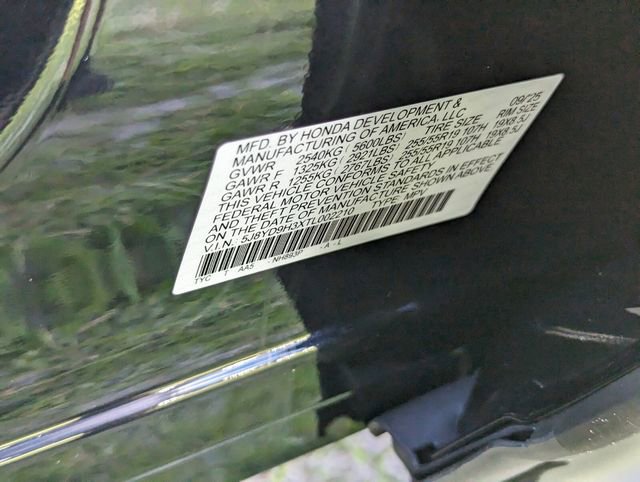 MFD. BY HONDA DEVELOPMENT & 09/25
MANUFACTURING OF AMERICA, LLC.
GVWR 2540KG( 5600LBS) TIRE SIZE RIM SIZE
GAWR F 1325KG( 2921LBS) 255/55R19 107H 19X8.5J
GAWR R 1255KG( 2767LBS) 255/55R19 107H 19X8.5J
THIS VEHICLE CONFORMS TO ALL APPLICABLE
FEDERAL MOTOR VEHICLE SAFETY
AND THEFT PREVENTION STANDARDS IN EFFECT
ON THE DATE OF MANUFACTURE SHOWN ABOVE.
V.I.N.: 5J8YD9H3XTL002210 TYPE: MPV
TYC T AA5 NH893P A - L